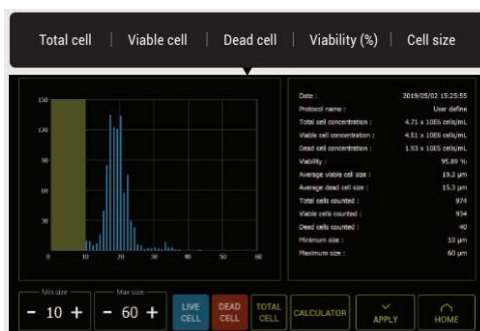 Total cell | Viable cell | Dead cell | Viability (%) | Cell size
150
120
90
60
30
0 10 20 30 40 50 60
Date : 2019/05/02 15:25:55
Protocol name : User define
Total cell concentration : 4.71 x 10E6 cells/mL
Viable cell concentration : 4.51 x 10E6 cells/mL
Dead cell concentration : 1.93 x 10E5 cells/mL
Viability : 95.89 %
Average viable cell size : 19.2 μm
Average dead cell size : 15.3 μm
Total cells counted : 974
Viable cells counted : 934
Dead cells counted : 40
Minimum size : 10 μm
Maximum size : 60 μm
Min size
- 10 +
Max size
- 60 +
LIVE CELL
DEAD CELL
TOTAL CELL
CALCULATOR
APPLY
HOME